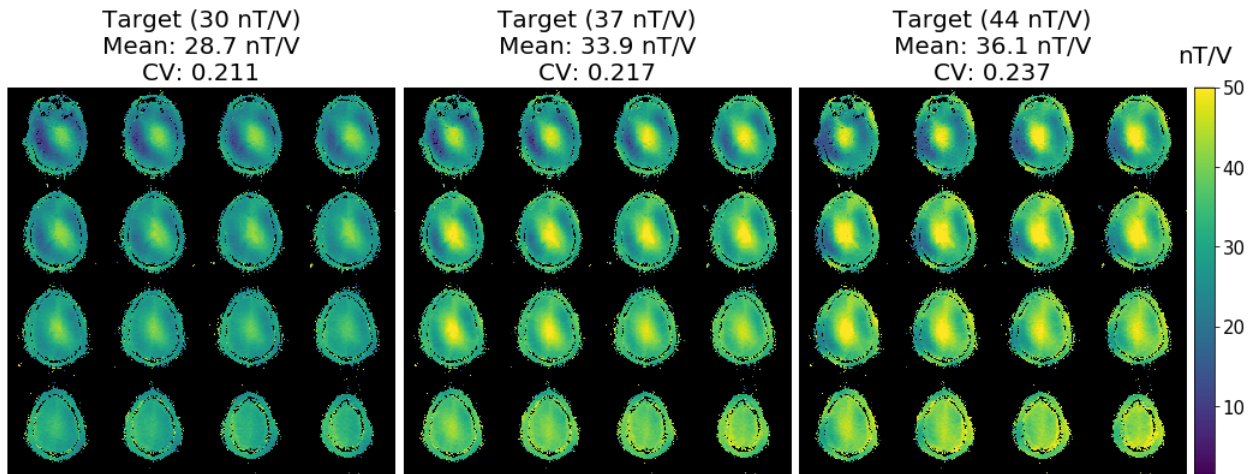 Target (30 nT/V)
Mean: 28.7 nT/V
CV: 0.211
Target (37 nT/V)
Mean: 33.9 nT/V
CV: 0.217
Target (44 nT/V)
Mean: 36.1 nT/V
CV: 0.237
nT/V
50
40
30
20
10